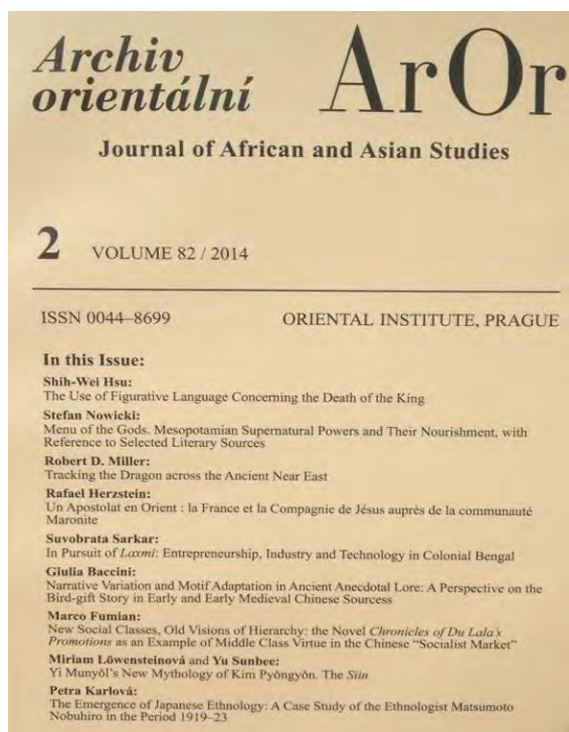 Archiv
orientální
ArOr
Journal of African and Asian Studies
2 VOLUME 82 / 2014
ISSN 0044–8699 ORIENTAL INSTITUTE, PRAGUE
In this Issue:
Shih-Wei Hsu:
The Use of Figurative Language Concerning the Death of the King
Stefan Nowicki:
Menu of the Gods. Mesopotamian Supernatural Powers and Their Nourishment, with
Reference to Selected Literary Sources
Robert D. Miller:
Tracking the Dragon across the Ancient Near East
Rafael Herzstein:
Un Apostolat en Orient : la France et la Compagnie de Jésus auprès de la communauté
Maronite
Suvobrata Sarkar:
In Pursuit of Laxmi: Entrepreneurship, Industry and Technology in Colonial Bengal
Giulia Baccini:
Narrative Variation and Motif Adaptation in Ancient Anecdotal Lore: A Perspective on the
Bird-gift Story in Early and Early Medieval Chinese Sourcess
Marco Fumian:
New Social Classes, Old Visions of Hierarchy: the Novel Chronicles of Du Lala's
Promotions as an Example of Middle Class Virtue in the Chinese “Socialist Market”
Miriam Löwensteinová and Yu Sunbee:
Yi Munyŏl's New Mythology of Kim Pyŏngyŏn. The Siin
Petra Karlová:
The Emergence of Japanese Ethnology: A Case Study of the Ethnologist Matsumoto
Nobuhiro in the Period 1919–23